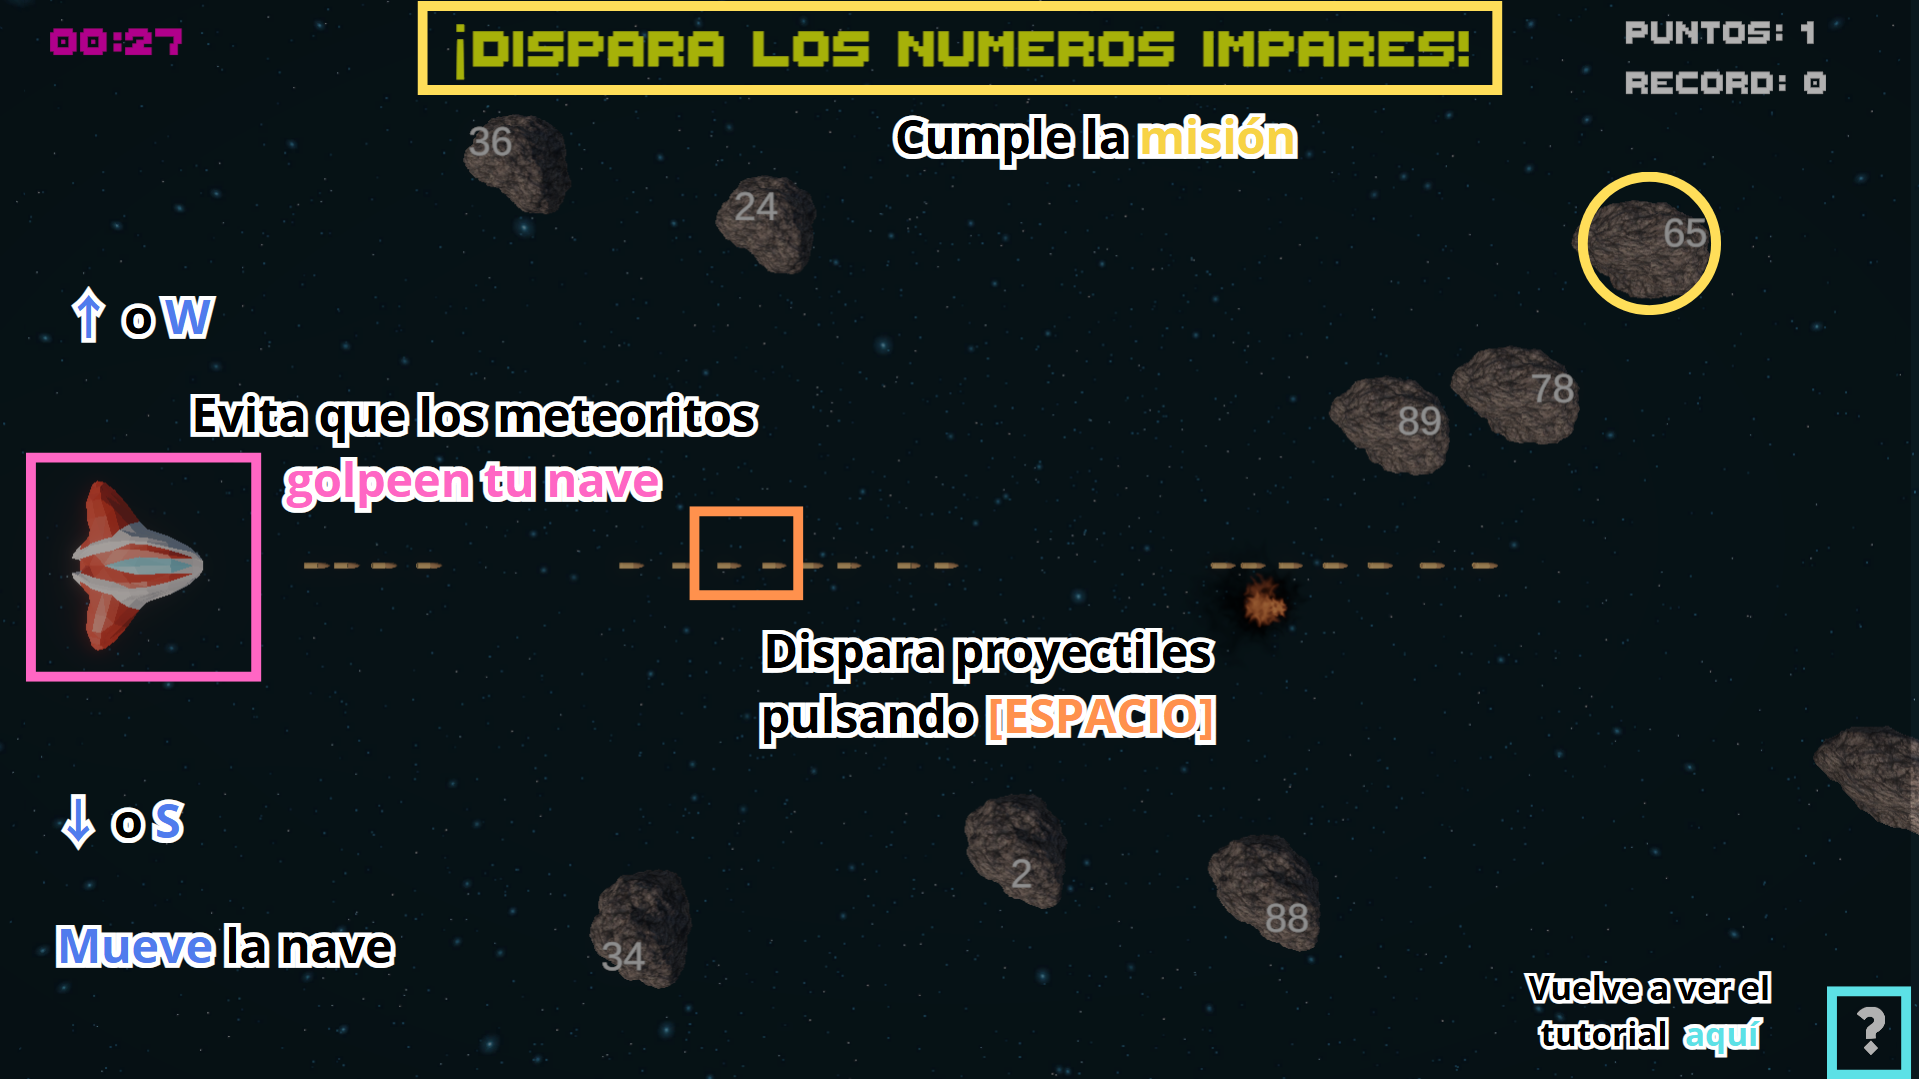 00:27
¡DISPARA LOS NUMEROS IMPARES!
PUNTOS: 1
RECORD: 0
Cumple la misión
36
24
65
↑ o W
78
89
Evita que los meteoritos
golpeen tu nave
Dispara proyectiles
pulsando [ESPACIO]
↓ o S
2
88
34
Mueve la nave
Vuelve a ver el
tutorial aquí
?